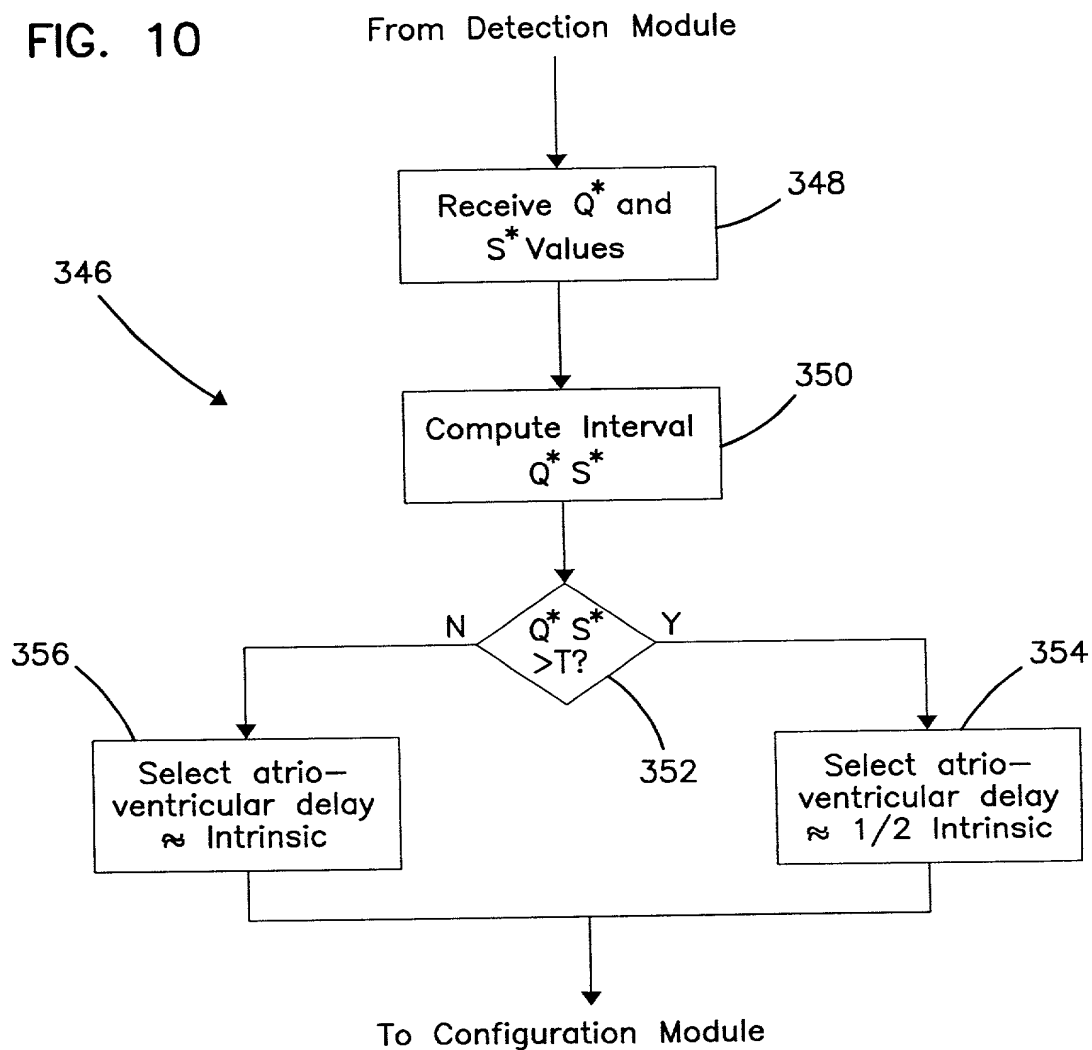 FIG. 10
From Detection Module
Receive Q* and
S* Values
348
346
350
Compute Interval
Q* S*
N
Q* S*
>T?
Y
356
354
352
Select atrio-
ventricular delay
≈ Intrinsic
Select atrio-
ventricular delay
≈ 1/2 Intrinsic
To Configuration Module